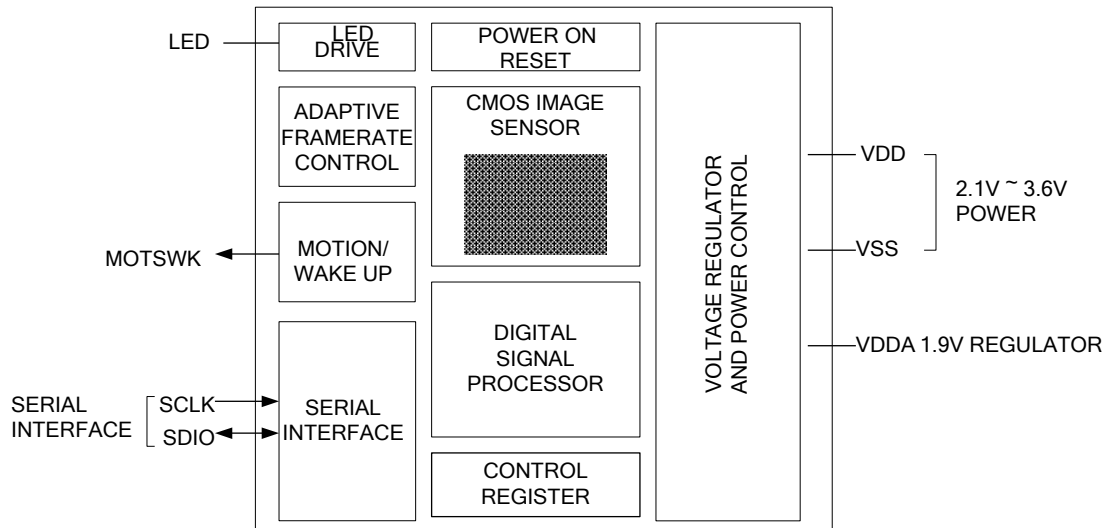 LED
LED
DRIVE
POWER ON
RESET
ADAPTIVE
FRAMERATE
CONTROL
CMOS IMAGE
SENSOR
VOLTAGE REGULATOR
AND POWER CONTROL
VDD
2.1V ~ 3.6V
POWER
VSS
MOTSWK
MOTION/
WAKE UP
VDDA 1.9V REGULATOR
DIGITAL
SIGNAL
PROCESSOR
SERIAL
INTERFACE
SCLK
SDIO
SERIAL
INTERFACE
CONTROL
REGISTER